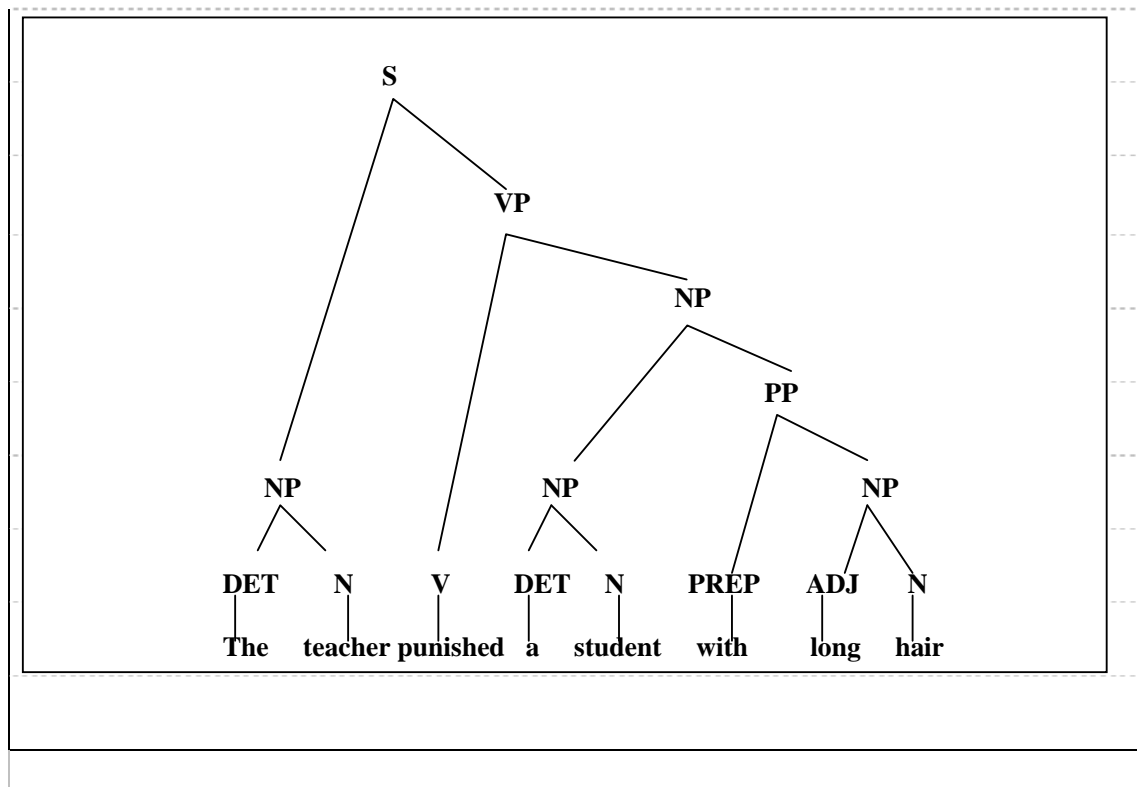 S
VP
NP
PP
NP NP NP
DET N V DET N PREP ADJ N
The teacher punished a student with long hair